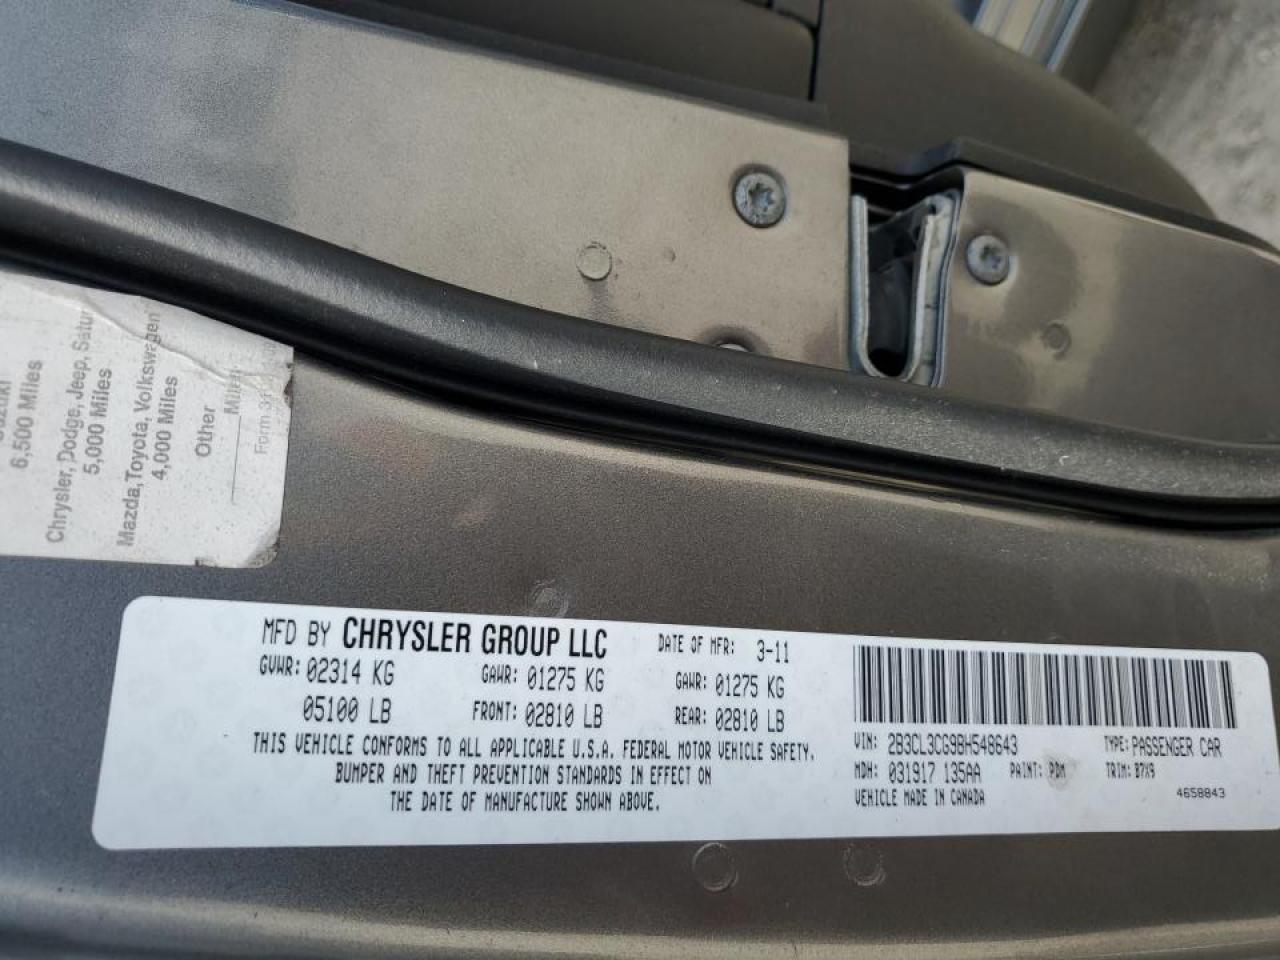 6,500 Miles
Chrysler, Dodge, Jeep, Satur
5,000 Miles
Mazda, Toyota, Volkswagen
4,000 Miles
Other
Form 31
MFD BY CHRYSLER GROUP LLC DATE OF MFR: 3-11
GVWR: 02314 KG GAWR: 01275 KG GAWR: 01275 KG
05100 LB FRONT: 02810 LB REAR: 02810 LB
THIS VEHICLE CONFORMS TO ALL APPLICABLE U.S.A. FEDERAL MOTOR VEHICLE SAFETY,
BUMPER AND THEFT PREVENTION STANDARDS IN EFFECT ON
THE DATE OF MANUFACTURE SHOWN ABOVE.
VIN: 2B3CL3CG9BH548643 TYPE: PASSENGER CAR
MDH: 031917 135AA PAINT: PDM TRIM: B7X9
VEHICLE MADE IN CANADA 4658843